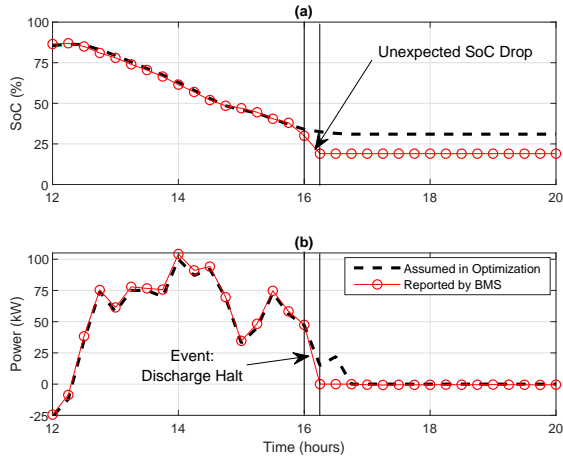 (a)
100
75
50
25
0
SoC (%)
Unexpected SoC Drop
12
14
16
18
20
(b)
100
75
50
25
0
-25
Power (kW)
Assumed in Optimization
Reported by BMS
Event:
Discharge Halt
12
14
16
18
20
Time (hours)